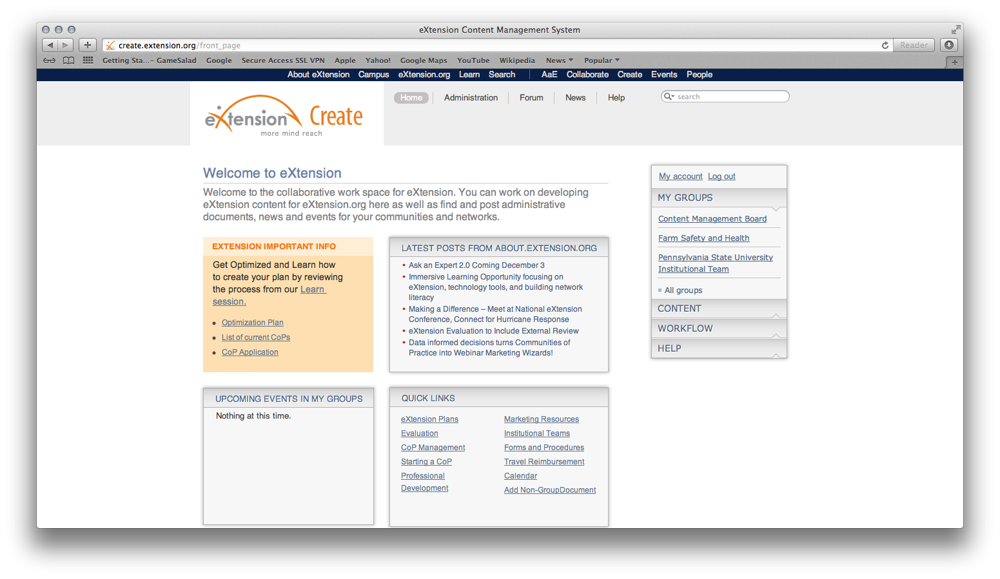 eXtension Content Management System
create.extension.org/front_page
Reader
Getting Sta...– GameSalad Google Secure Access SSL VPN Apple Yahoo! Google Maps YouTube Wikipedia News Popular
About eXtension Campus eXtension.org Learn Search AaE Collaborate Create Events People
Home Administration Forum News Help
search
eXtension Create
more mind reach
Welcome to eXtension
Welcome to the collaborative work space for eXtension. You can work on developing
eXtension content for eXtension.org here as well as find and post administrative
documents, news and events for your communities and networks.
EXTENSION IMPORTANT INFO
Get Optimized and Learn how
to create your plan by reviewing
the process from our Learn
session.
Optimization Plan
List of current CoPs
CoP Application
LATEST POSTS FROM ABOUT.EXTENSION.ORG
Ask an Expert 2.0 Coming December 3
Immersive Learning Opportunity focusing on
eXtension, technology tools, and building network
literacy
Making a Difference – Meet at National eXtension
Conference, Connect for Hurricane Response
eXtension Evaluation to Include External Review
Data informed decisions turns Communities of
Practice into Webinar Marketing Wizards!
UPCOMING EVENTS IN MY GROUPS
Nothing at this time.
QUICK LINKS
eXtension Plans
Evaluation
CoP Management
Starting a CoP
Professional
Development
Marketing Resources
Institutional Teams
Forms and Procedures
Travel Reimbursement
Calendar
Add Non-GroupDocument
My account Log out
MY GROUPS
Content Management Board
Farm Safety and Health
Pennsylvania State University
Institutional Team
All groups
CONTENT
WORKFLOW
HELP